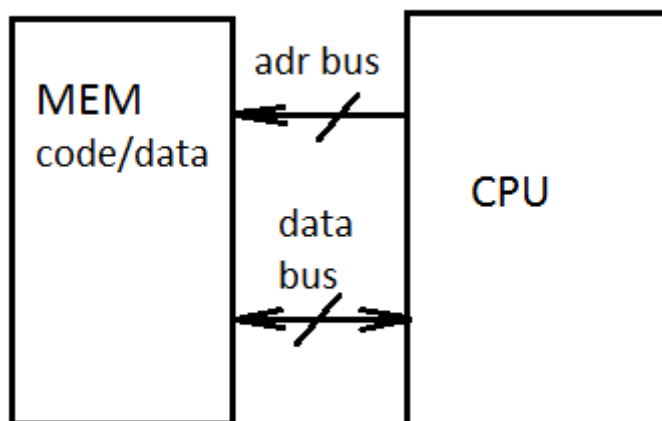 MEM
code/data
adr bus
data
bus
CPU